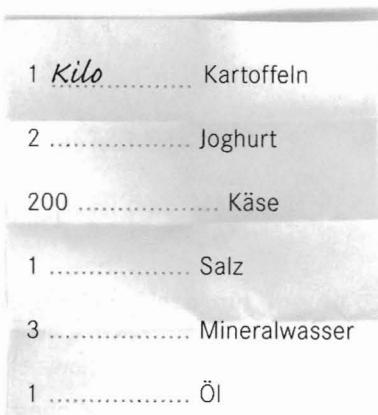 1 Kilo ............ Kartoffeln
2 .................. Joghurt
200 .................. Käse
1 .................. Salz
3 .................. Mineralwasser
1 .................. Öl